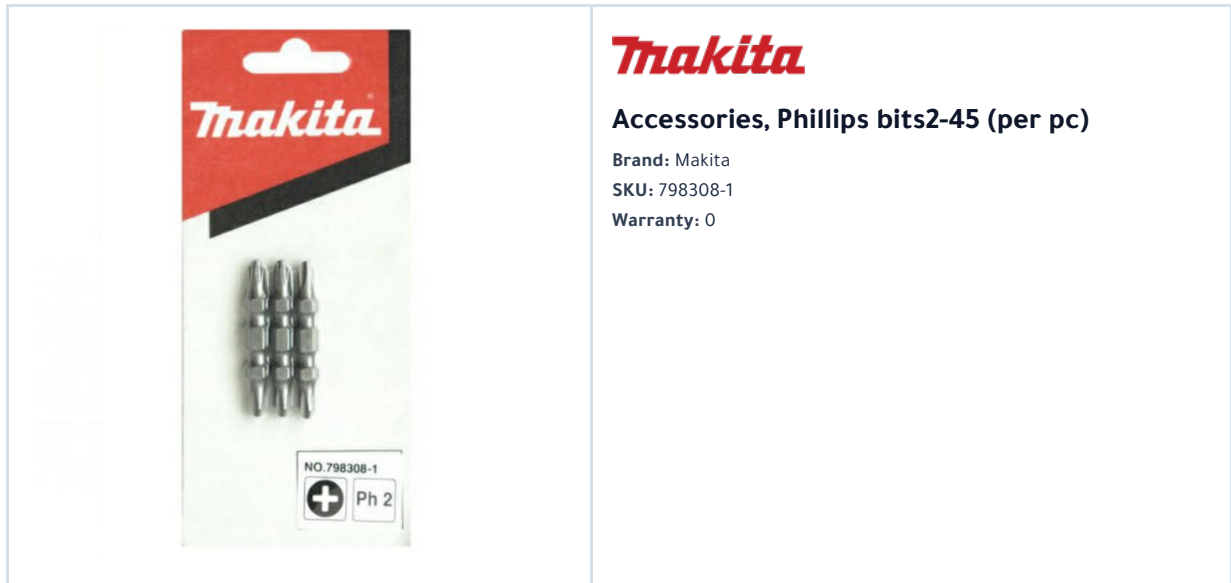 Makita
NO.798308-1
Ph 2
Makita
Accessories, Phillips bits2-45 (per pc)
Brand: Makita
SKU: 798308-1
Warranty: 0